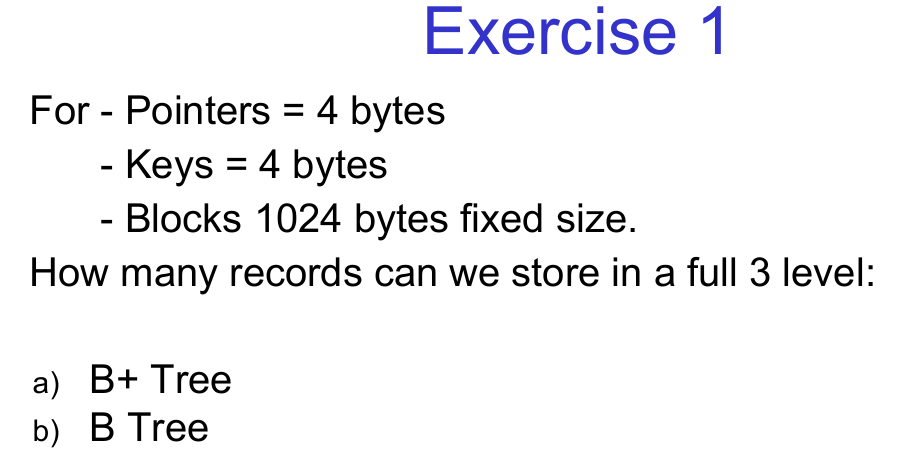 Exercise 1
For - Pointers = 4 bytes
- Keys = 4 bytes
- Blocks 1024 bytes fixed size.
How many records can we store in a full 3 level:
a) B+ Tree
b) B Tree